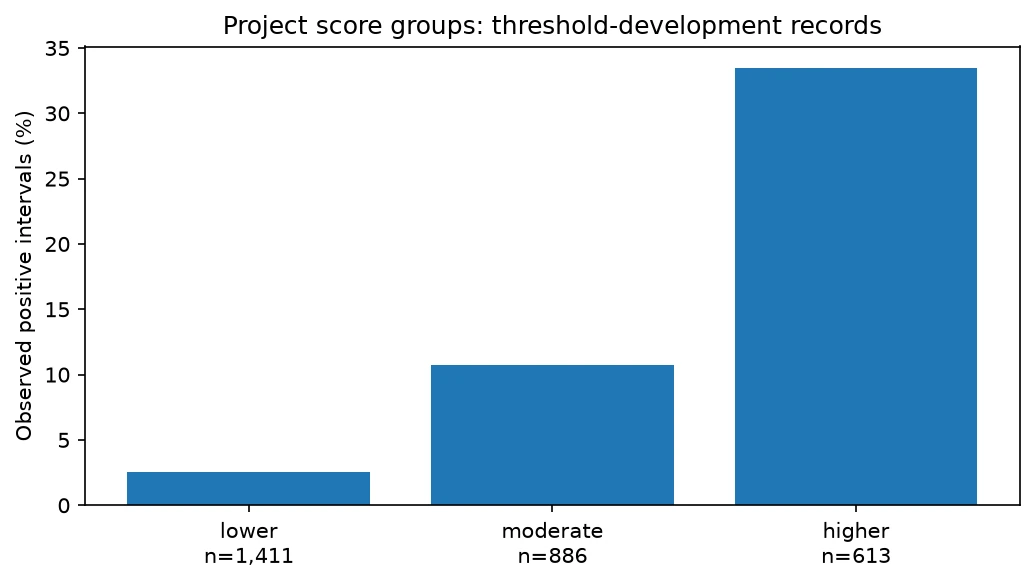 Project score groups: threshold-development records
Observed positive intervals (%)
35
30
25
20
15
10
5
0
lower
n=1,411
moderate
n=886
higher
n=613